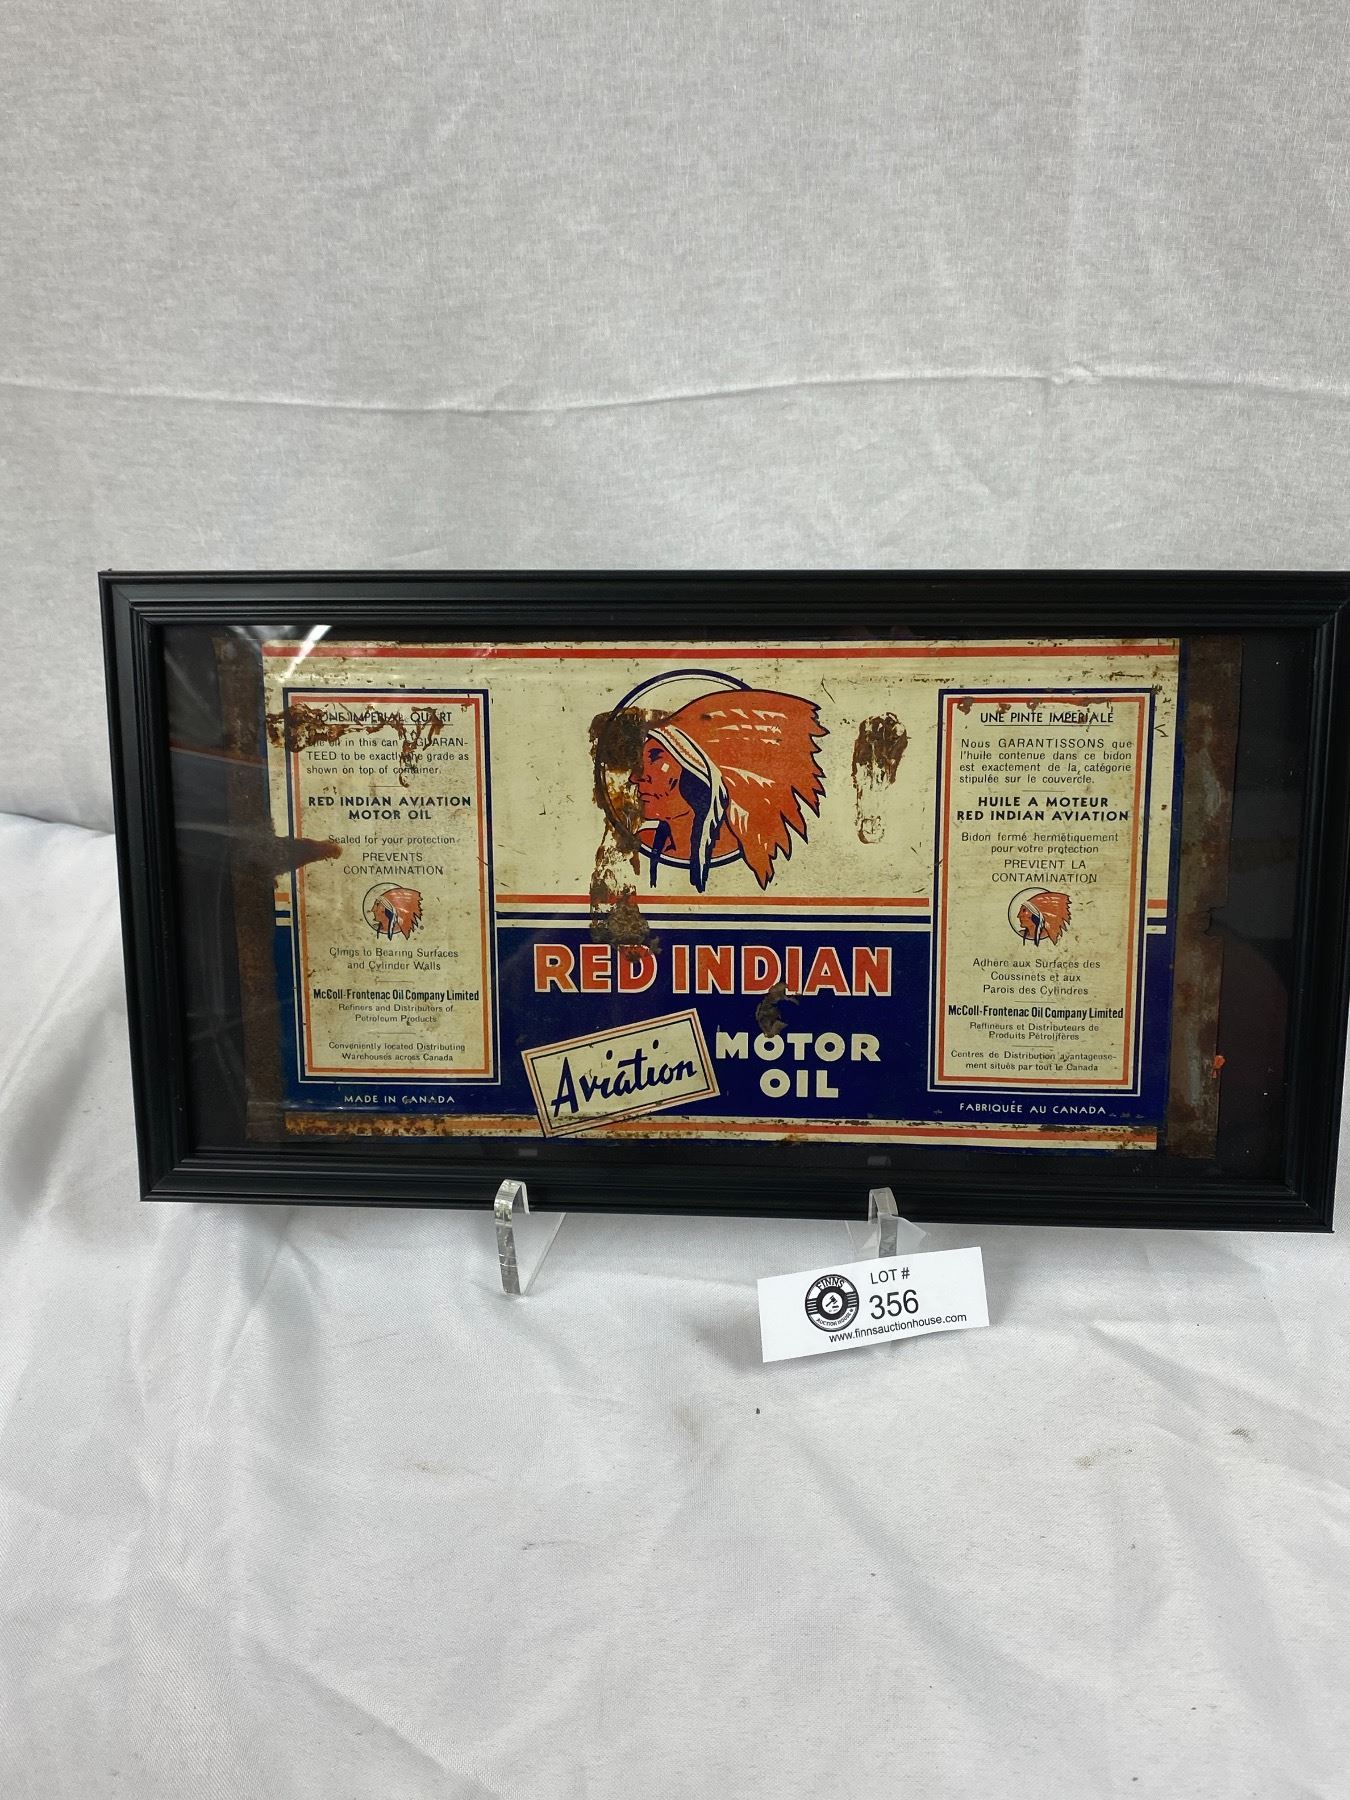 ONE IMPERIAL QUART
The oil in this can is GUARAN-
TEED to be exactly the grade as
shown on top of container.
RED INDIAN AVIATION
MOTOR OIL
Sealed for your protection
PREVENTS
CONTAMINATION
Clings to Bearing Surfaces
and Cylinder Walls
McColl-Frontenac Oil Company Limited
Refiners and Distributors of
Petroleum Products
Conveniently located Distributing
Warehouses across Canada
MADE IN CANADA
RED INDIAN
Aviation
MOTOR
OIL
UNE PINTE IMPÉRIALE
Nous GARANTISSONS que
l'huile contenue dans ce bidon
est exactement de la catégorie
stipulée sur le couvercle.
HUILE A MOTEUR
RED INDIAN AVIATION
Bidon fermé hermétiquement
pour votre protection
PREVIENT LA
CONTAMINATION
Adhère aux Surfaces des
Coussinets et aux
Parois des Cylindres
McColl-Frontenac Oil Company Limited
Raffineurs et Distributeurs de
Produits Pétrolifères
Centres de Distribution avantageuse-
ment situés par tout le Canada
FABRIQUÉE AU CANADA
FINNS
AUCTION HOUSE
LOT #
356
www.finnsauctionhouse.com